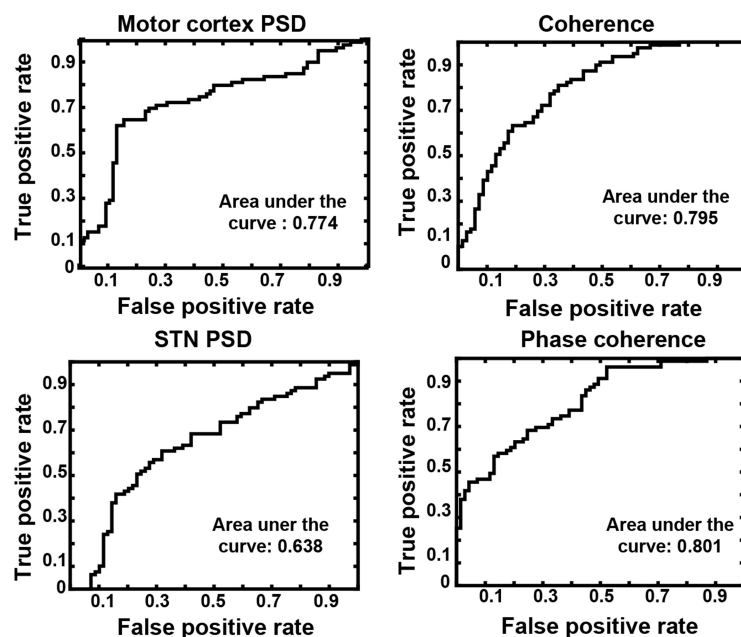 Motor cortex PSD
True positive rate
0.9
0.7
0.5
0.3
0.1
0
Area under the
curve : 0.774
0.1 0.3 0.5 0.7 0.9
False positive rate
Coherence
True positive rate
0.9
0.7
0.5
0.3
0.1
0
Area under the
curve: 0.795
0.1 0.3 0.5 0.7 0.9
False positive rate
STN PSD
True positive rate
0.9
0.7
0.5
0.3
0.1
0
Area uner the
curve: 0.638
0.1 0.3 0.5 0.7 0.9
False positive rate
Phase coherence
True positive rate
0.9
0.7
0.5
0.3
0.1
0
Area under the
curve: 0.801
0.1 0.3 0.5 0.7 0.9
False positive rate